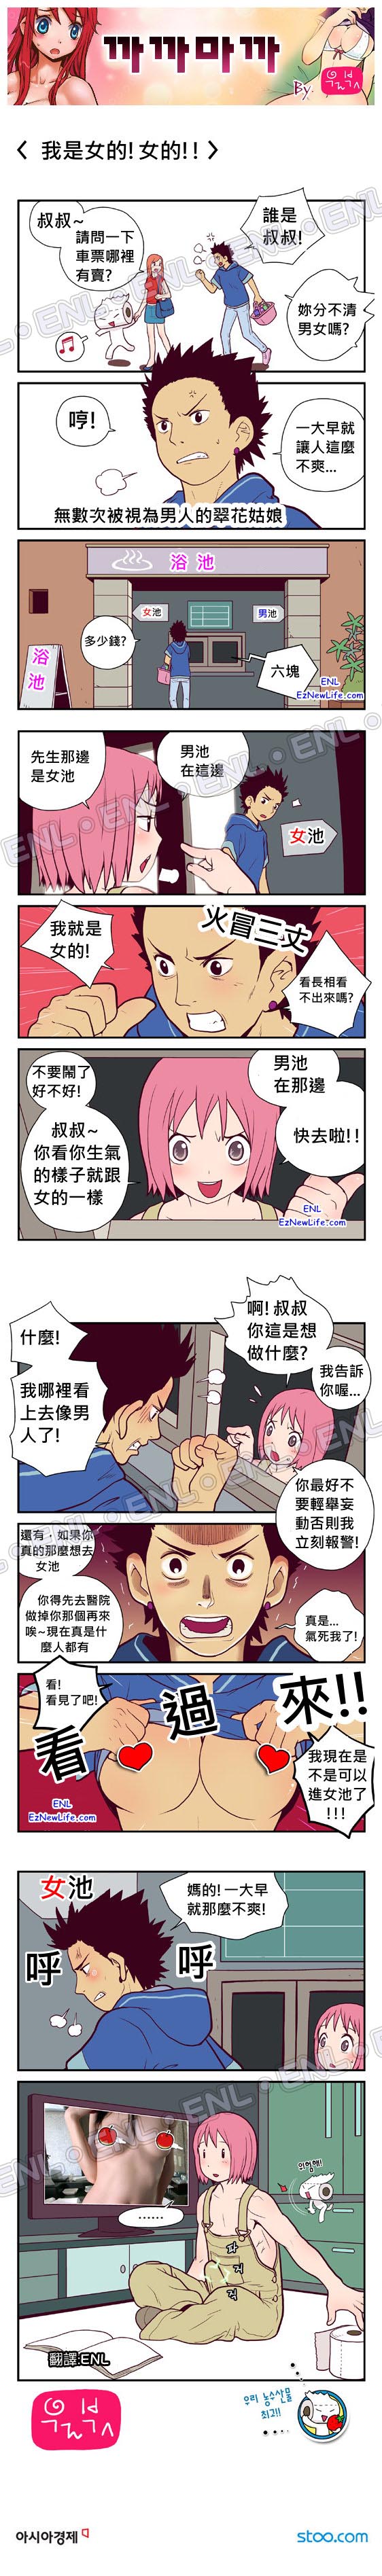 까까마까
By
〈 我是女的! 女的!! 〉
叔叔~
請問一下
車票哪裡
有賣?
誰是
叔叔!
妳分不清
男女嗎?
哼!
一大早就
讓人這麼
不爽...
無數次被視為男人的翠花姑娘
浴 池
女池
男池
浴
池
多少錢?
六塊
ENL
EzNewLife.com
先生那邊
是女池
男池
在這邊
女池
我就是
女的!
火冒三丈
看長相看
不出來嗎?
不要鬧了
好不好!
叔叔~
你看你生氣
的樣子就跟
女的一樣
男池
在那邊
快去啦!!
ENL
EzNewLife.com
什麼!
我哪裡看
上去像男
人了!
啊! 叔叔
你這是想
做什麼?
我告訴
你喔...
你最好不
要輕舉妄
動否則我
立刻報警!
還有，如果你
真的那麼想去
女池
你得先去醫院
做掉你那個再來
唉~現在真是什
麼人都有
真是...
氣死我了!
看!
看見了吧!
看過來!!
ENL
EzNewLife.com
我現在是
不是可以
進女池了
!!!
女池
媽的! 一大早
就那麼不爽!
呼
呼
......
위험해!
翻譯:ENL
우리 농수산물
최고!!
아시아경제
stoo.com